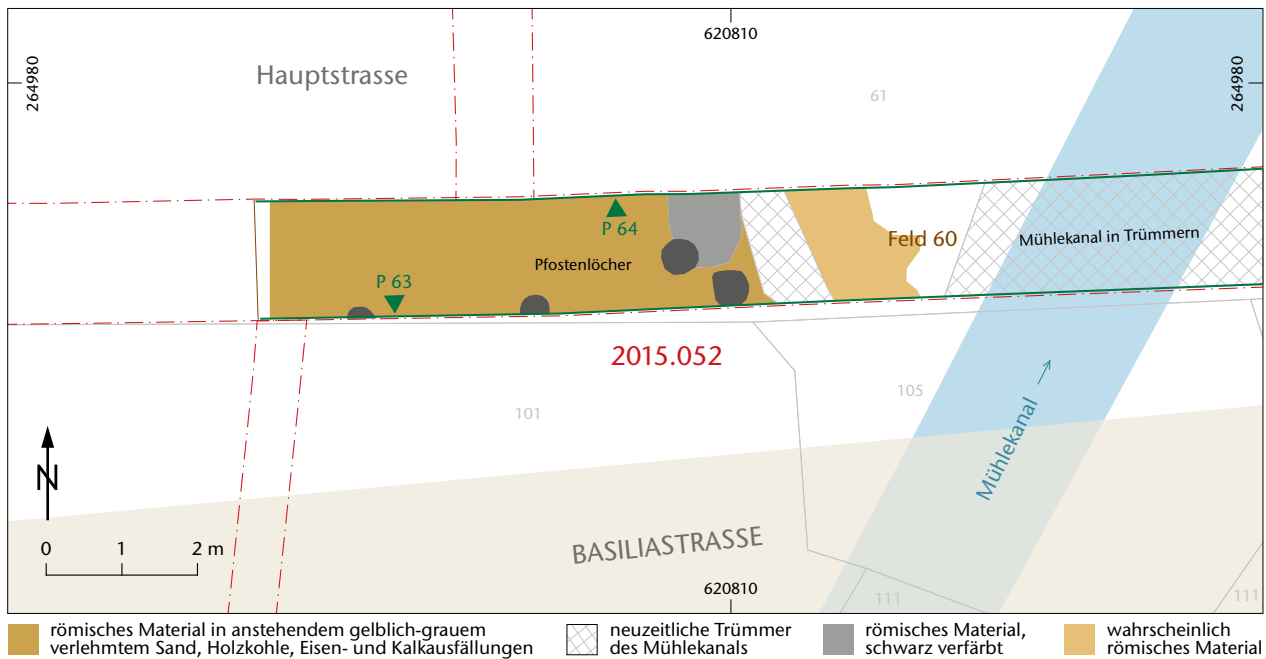 620810
264980
264980
Hauptstrasse
61
P 64
Feld 60
Mühlekanal in Trümmern
Pfostenlöcher
P 63
2015.052
105
101
Mühlekanal
N
BASILIASTRASSE
0 1 2 m
620810
111
111
römisches Material in anstehendem gelblich-grauem
verlehmtem Sand, Holzkohle, Eisen- und Kalkausfällungen
neuzeitliche Trümmer
des Mühlekanals
römisches Material,
schwarz verfärbt
wahrscheinlich
römisches Material